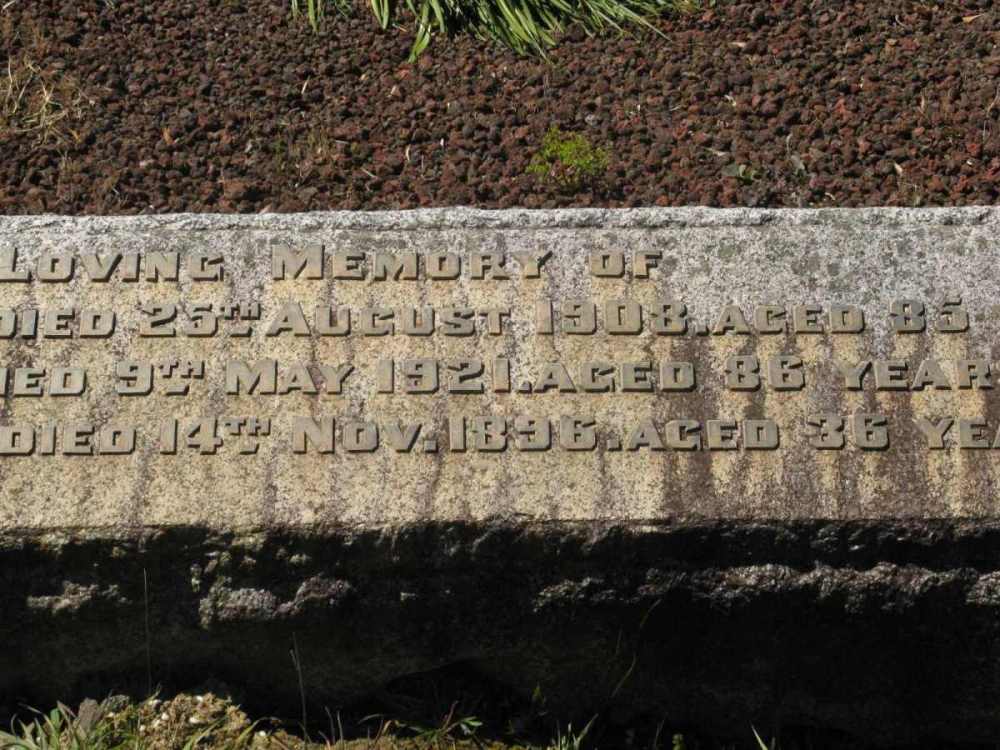 LOVING MEMORY OF
DIED 25TH AUGUST 1908. AGED 85
DIED 9TH MAY 1921. AGED 86 YEAR
DIED 14TH NOV. 1896. AGED 36 YEA